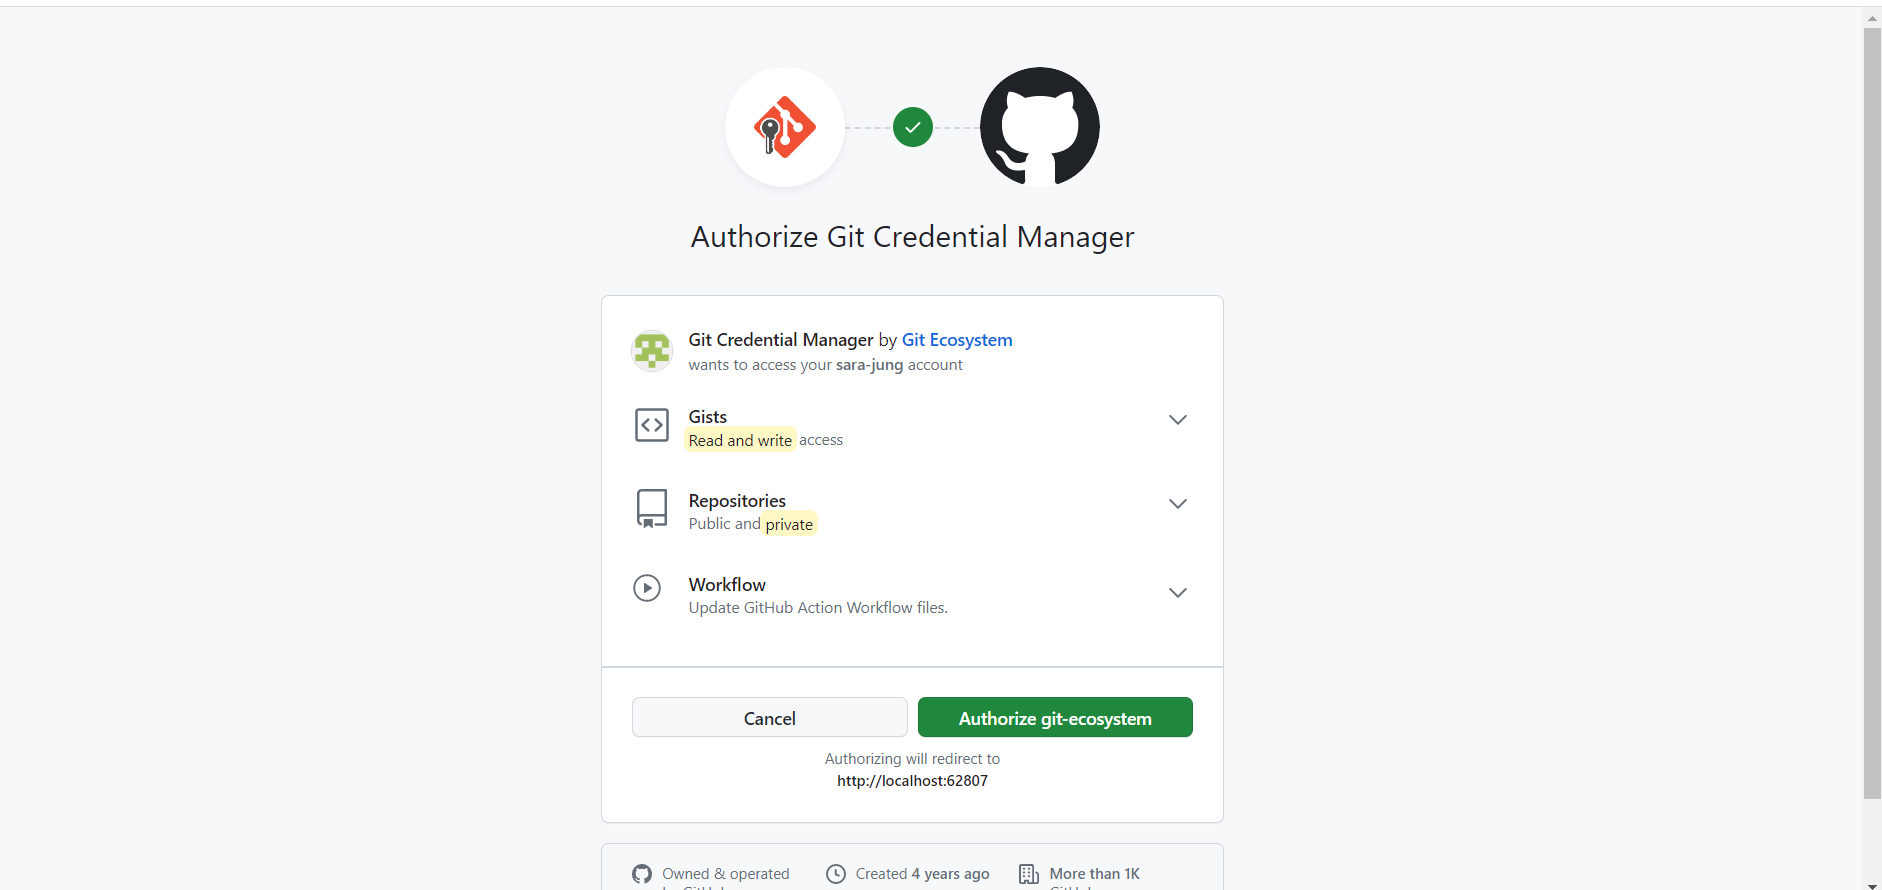 Authorize Git Credential Manager
Git Credential Manager by Git Ecosystem
wants to access your sara-jung account
Gists
Read and write access
Repositories
Public and private
Workflow
Update GitHub Action Workflow files.
Cancel
Authorize git-ecosystem
Authorizing will redirect to
http://localhost:62807
Owned & operated
Created 4 years ago
More than 1K